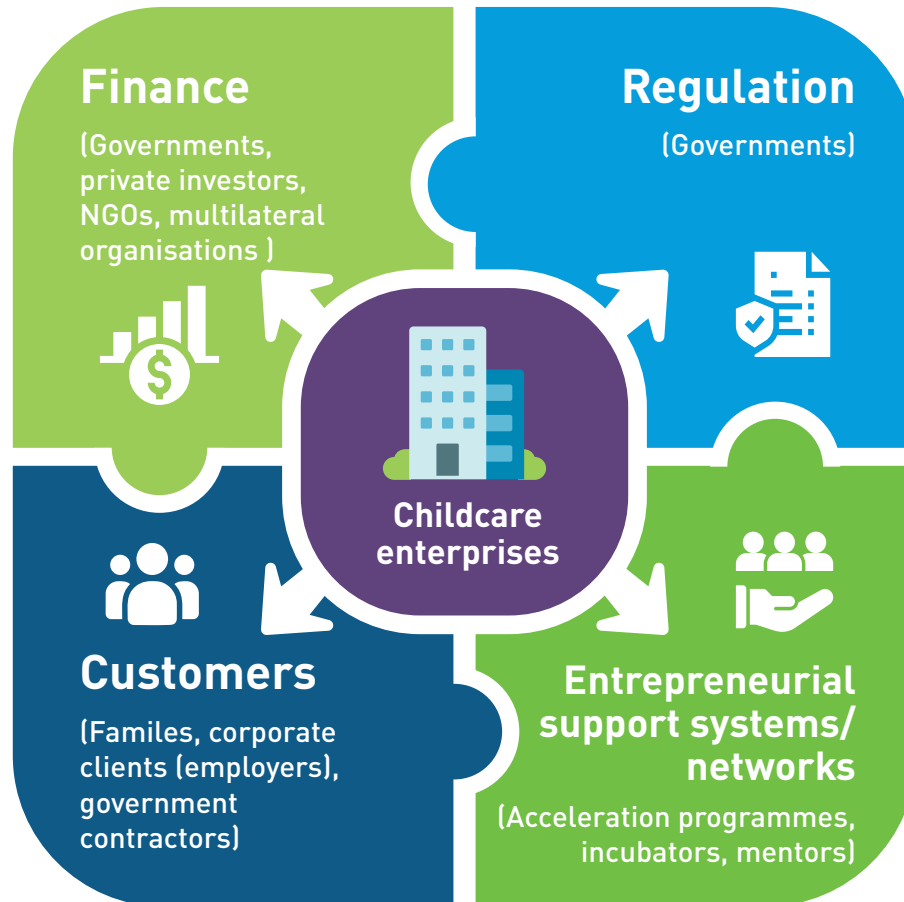 Finance
(Governments,
private investors,
NGOs, multilateral
organisations )
$
Regulation
(Governments)
Childcare
enterprises
Customers
(Familes, corporate
clients (employers),
government
contractors)
Entrepreneurial
support systems/
networks
(Acceleration programmes,
incubators, mentors)